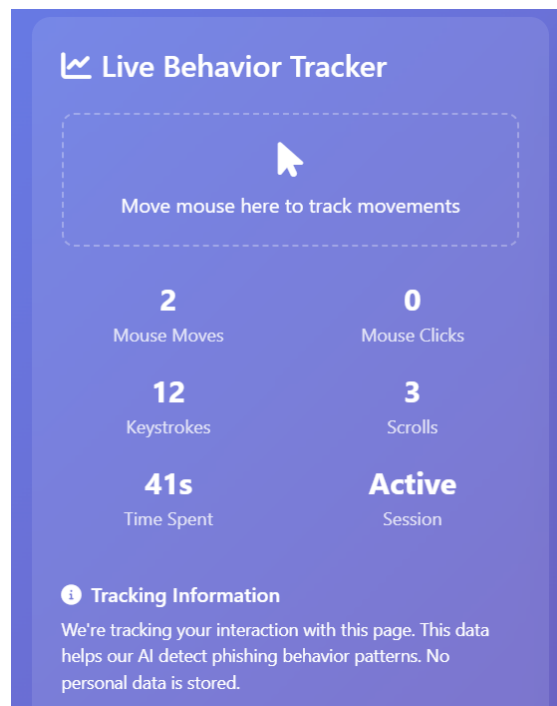 Live Behavior Tracker
Move mouse here to track movements
2 0
Mouse Moves Mouse Clicks
12 3
Keystrokes Scrolls
41s Active
Time Spent Session
Tracking Information
We're tracking your interaction with this page. This data
helps our AI detect phishing behavior patterns. No
personal data is stored.